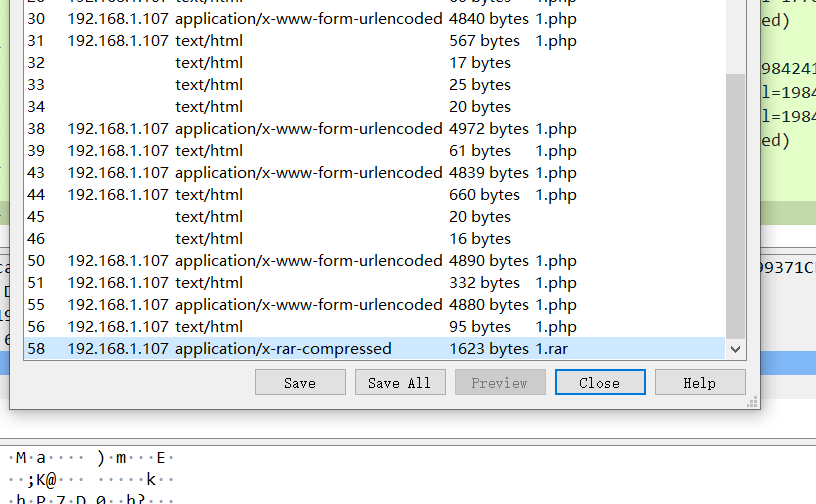 30 192.168.1.107 application/x-www-form-urlencoded 4840 bytes 1.php
ed)
31 192.168.1.107 text/html 567 bytes 1.php
32 text/html 17 bytes
984241
33 text/html 25 bytes
l=1984
34 text/html 20 bytes
l=1984
38 192.168.1.107 application/x-www-form-urlencoded 4972 bytes 1.php
ed)
39 192.168.1.107 text/html 61 bytes 1.php
43 192.168.1.107 application/x-www-form-urlencoded 4839 bytes 1.php
44 192.168.1.107 text/html 660 bytes 1.php
45 text/html 20 bytes
46 text/html 16 bytes
50 192.168.1.107 application/x-www-form-urlencoded 4890 bytes 1.php
51 192.168.1.107 text/html 332 bytes 1.php
55 192.168.1.107 application/x-www-form-urlencoded 4880 bytes 1.php
56 192.168.1.107 text/html 95 bytes 1.php
58 192.168.1.107 application/x-rar-compressed 1623 bytes 1.rar
Save Save All Preview Close Help
·M·a···· )·m···E·
··;K@··· ·····k··